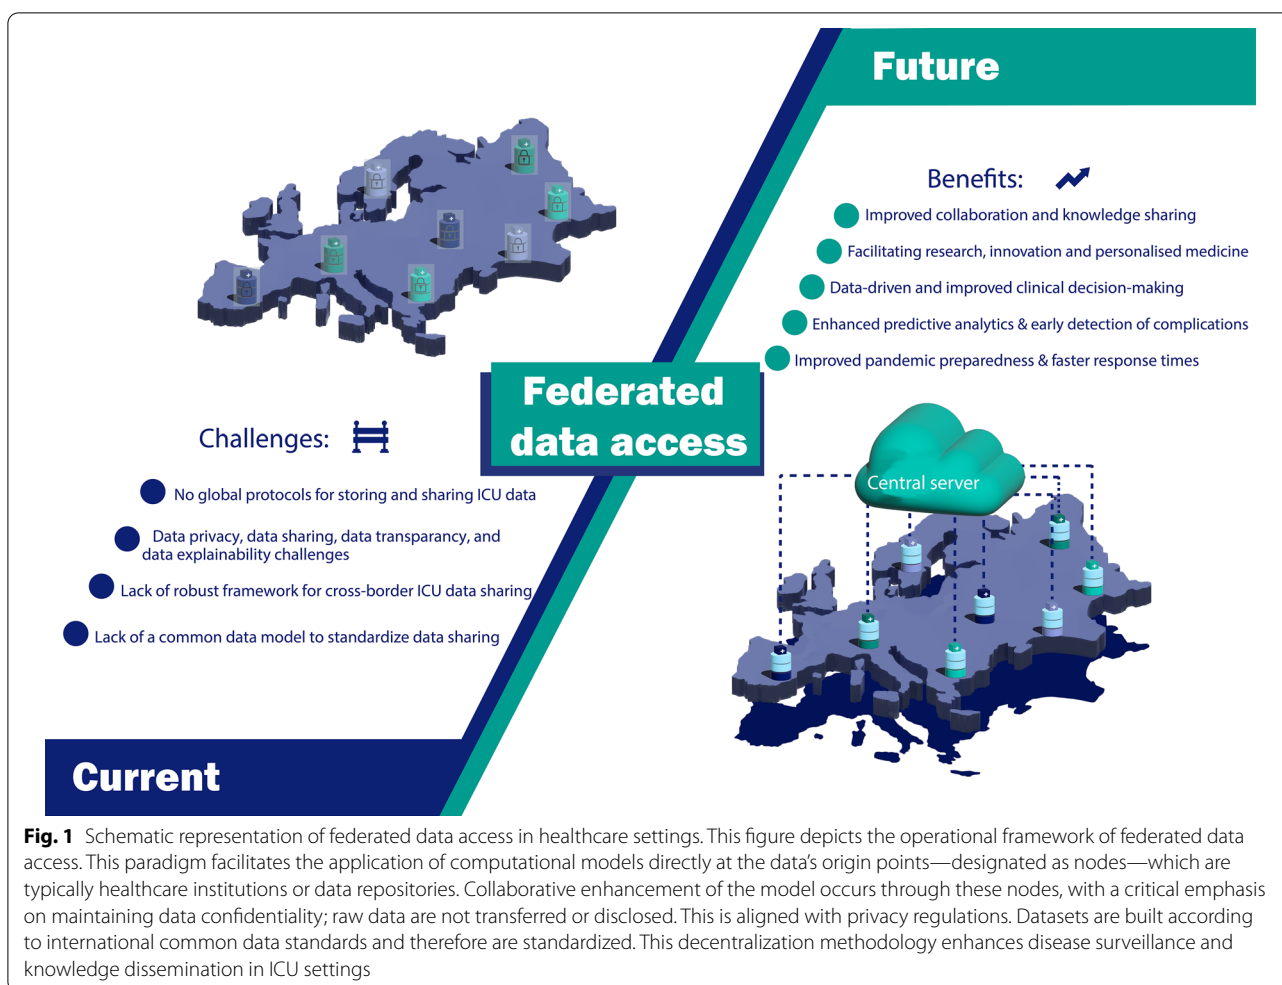 Future
Benefits:
Improved collaboration and knowledge sharing
Facilitating research, innovation and personalised medicine
Data-driven and improved clinical decision-making
Enhanced predictive analytics & early detection of complications
Improved pandemic preparedness & faster response times
Federated
data access
Challenges:
No global protocols for storing and sharing ICU data
Data privacy, data sharing, data transparancy, and
data explainability challenges
Lack of robust framework for cross-border ICU data sharing
Lack of a common data model to standardize data sharing
Central server
Current
Fig. 1 Schematic representation of federated data access in healthcare settings. This figure depicts the operational framework of federated data
access. This paradigm facilitates the application of computational models directly at the data's origin points—designated as nodes—which are
typically healthcare institutions or data repositories. Collaborative enhancement of the model occurs through these nodes, with a critical emphasis
on maintaining data confidentiality; raw data are not transferred or disclosed. This is aligned with privacy regulations. Datasets are built according
to international common data standards and therefore are standardized. This decentralization methodology enhances disease surveillance and
knowledge dissemination in ICU settings